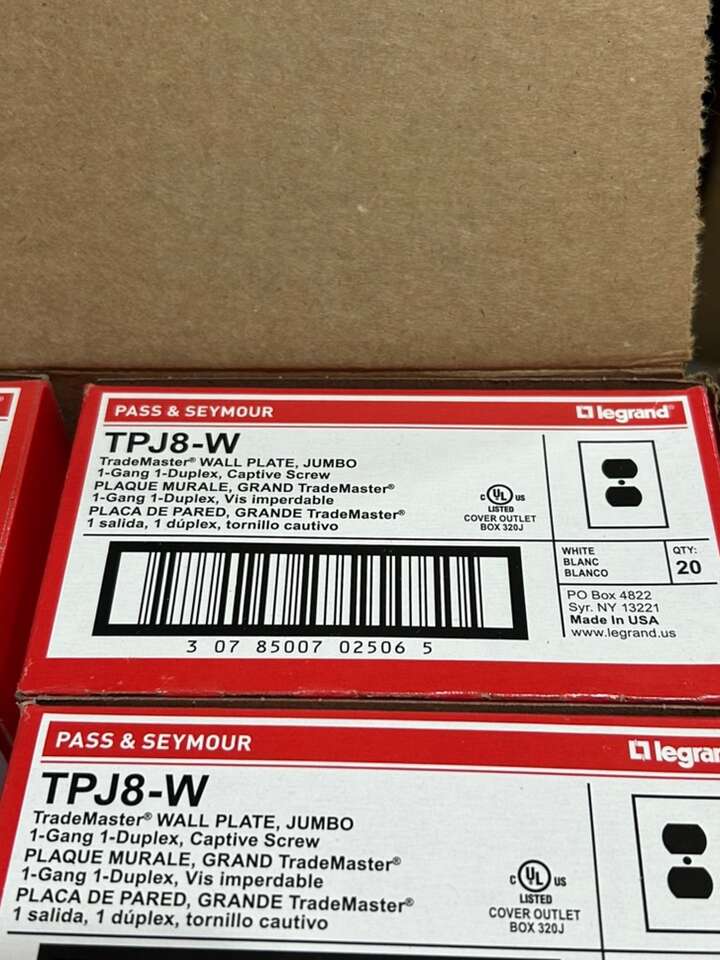 PASS & SEYMOUR
legrand®
TPJ8-W
TradeMaster® WALL PLATE, JUMBO
1-Gang 1-Duplex, Captive Screw
PLAQUE MURALE, GRAND TradeMaster®
1-Gang 1-Duplex, Vis imperdable
PLACA DE PARED, GRANDE TradeMaster®
1 salida, 1 dúplex, tornillo cautivo
C UL US
LISTED
COVER OUTLET
BOX 320J
WHITE
BLANC
BLANCO
QTY:
20
PO Box 4822
Syr. NY 13221
Made In USA
www.legrand.us
3 07 85007 02506 5
PASS & SEYMOUR
legrar
TPJ8-W
TradeMaster® WALL PLATE, JUMBO
1-Gang 1-Duplex, Captive Screw
PLAQUE MURALE, GRAND TradeMaster®
1-Gang 1-Duplex, Vis imperdable
PLACA DE PARED, GRANDE TradeMaster®
1 salida, 1 dúplex, tornillo cautivo
C UL US
LISTED
COVER OUTLET
BOX 320J